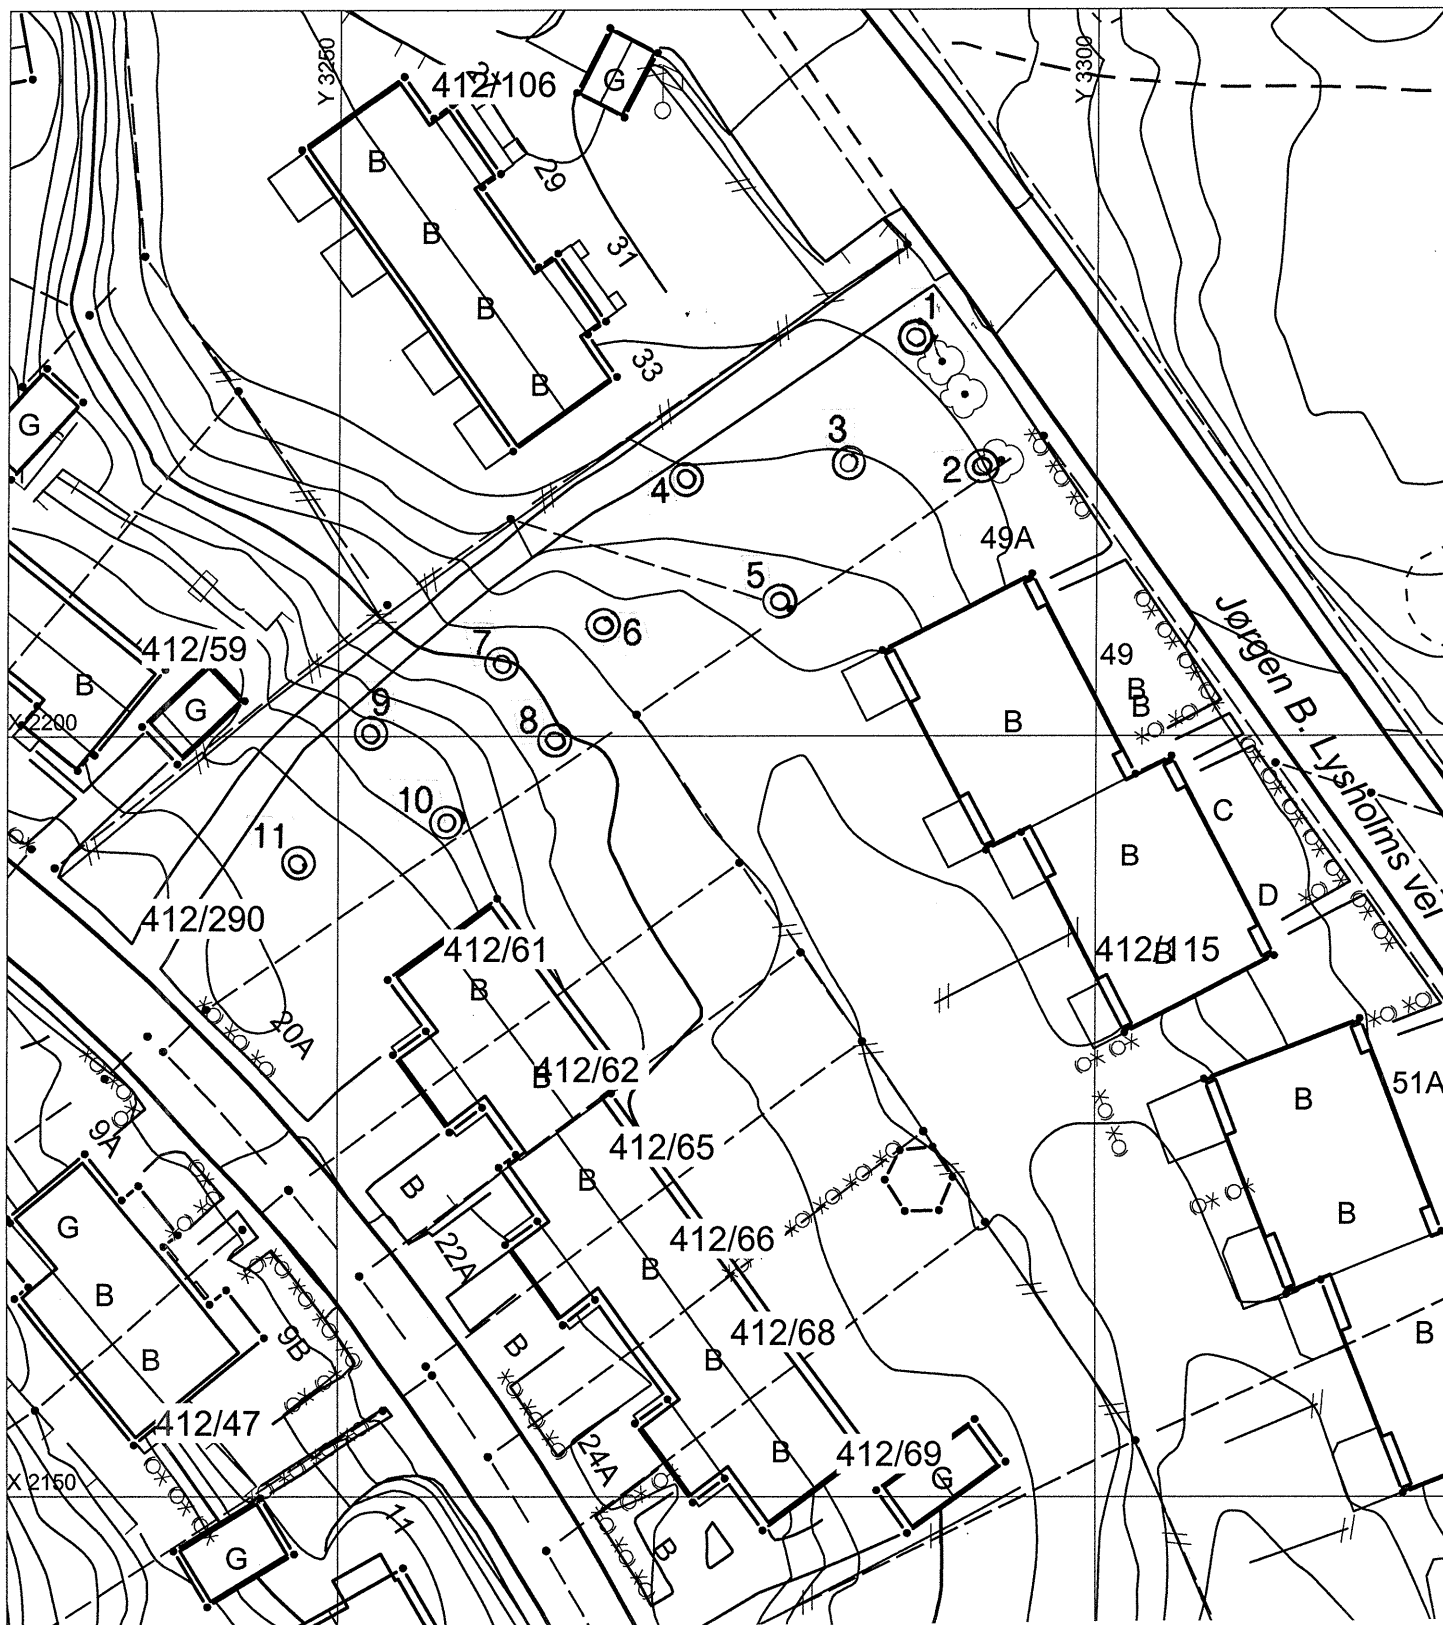 Y 3250
Y 3300
412/106
G
B
29
B
31
B
33
B
1
G
3
2
4
49A
5
6
412/59
7
49
B
B
B
G
9
8
B
X 2200
Jørgen B. Lysholms vei
10
C
11
B
D
412/290
412/61
412/115
B
B
20A
412/62
B
51A
B
9A
412/65
B
B
G
B
412/66
22A
B
B
412/68
B
9B
B
B
B
412/47
24A
412/69
B
G
X 2150
11
B
G